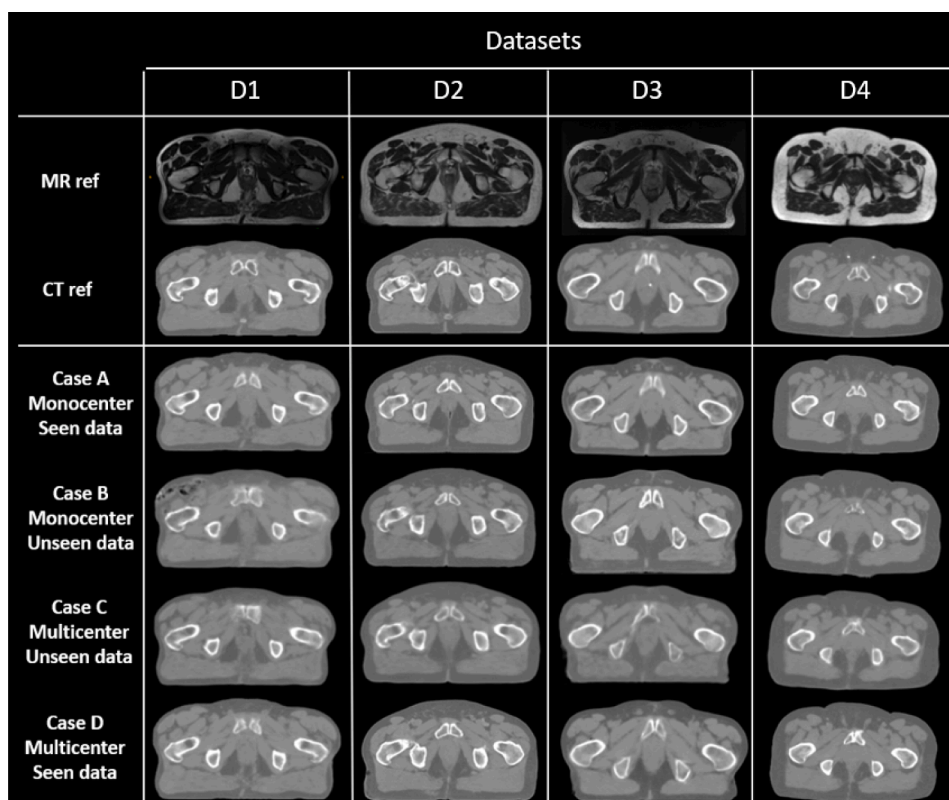 Datasets
D1 D2 D3 D4
MR ref
CT ref
Case A
Monocenter
Seen data
Case B
Monocenter
Unseen data
Case C
Multicenter
Unseen data
Case D
Multicenter
Seen data